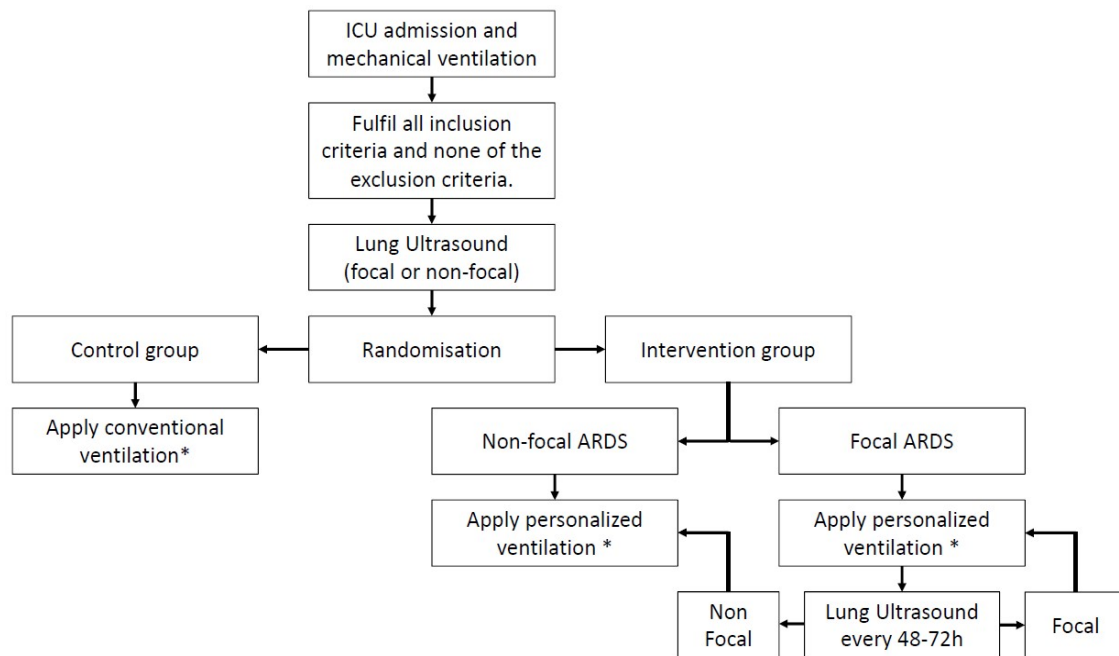 ICU admission and
mechanical ventilation
Fulfil all inclusion
criteria and none of the
exclusion criteria.
Lung Ultrasound
(focal or non-focal)
Control group
Randomisation
Intervention group
Apply conventional
ventilation*
Non-focal ARDS
Focal ARDS
Apply personalized
ventilation *
Apply personalized
ventilation *
Non
Focal
Lung Ultrasound
every 48-72h
Focal